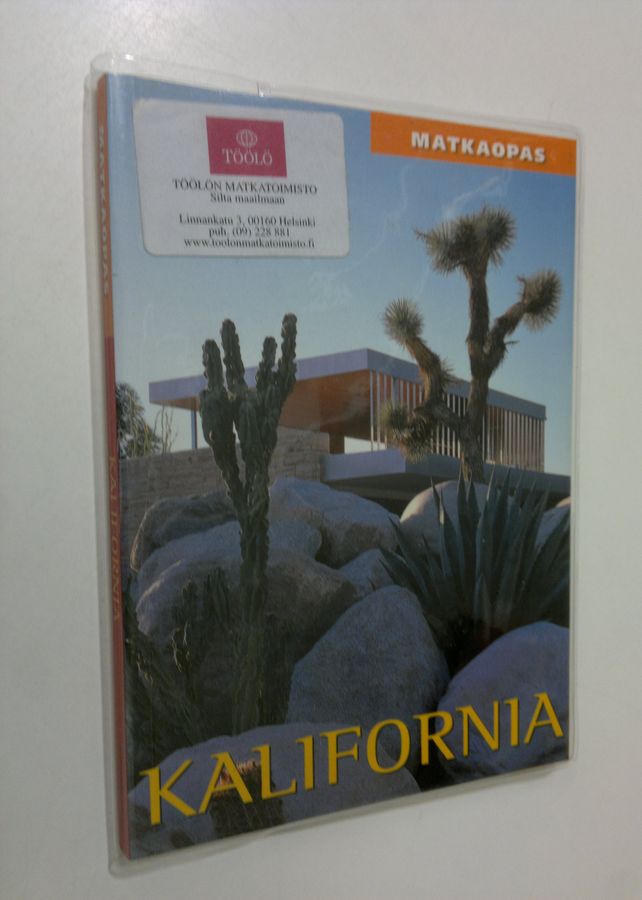 MATKAOPAS
TÖÖLÖ
TÖÖLÖN MATKATOIMISTO
Silta maailmaan
Linnankatu 3, 00160 Helsinki
puh. (09) 228 881
www.toolonmatkatoimisto.fi
KALIFORNIA
MATKAOPAS
KALIFORNIA